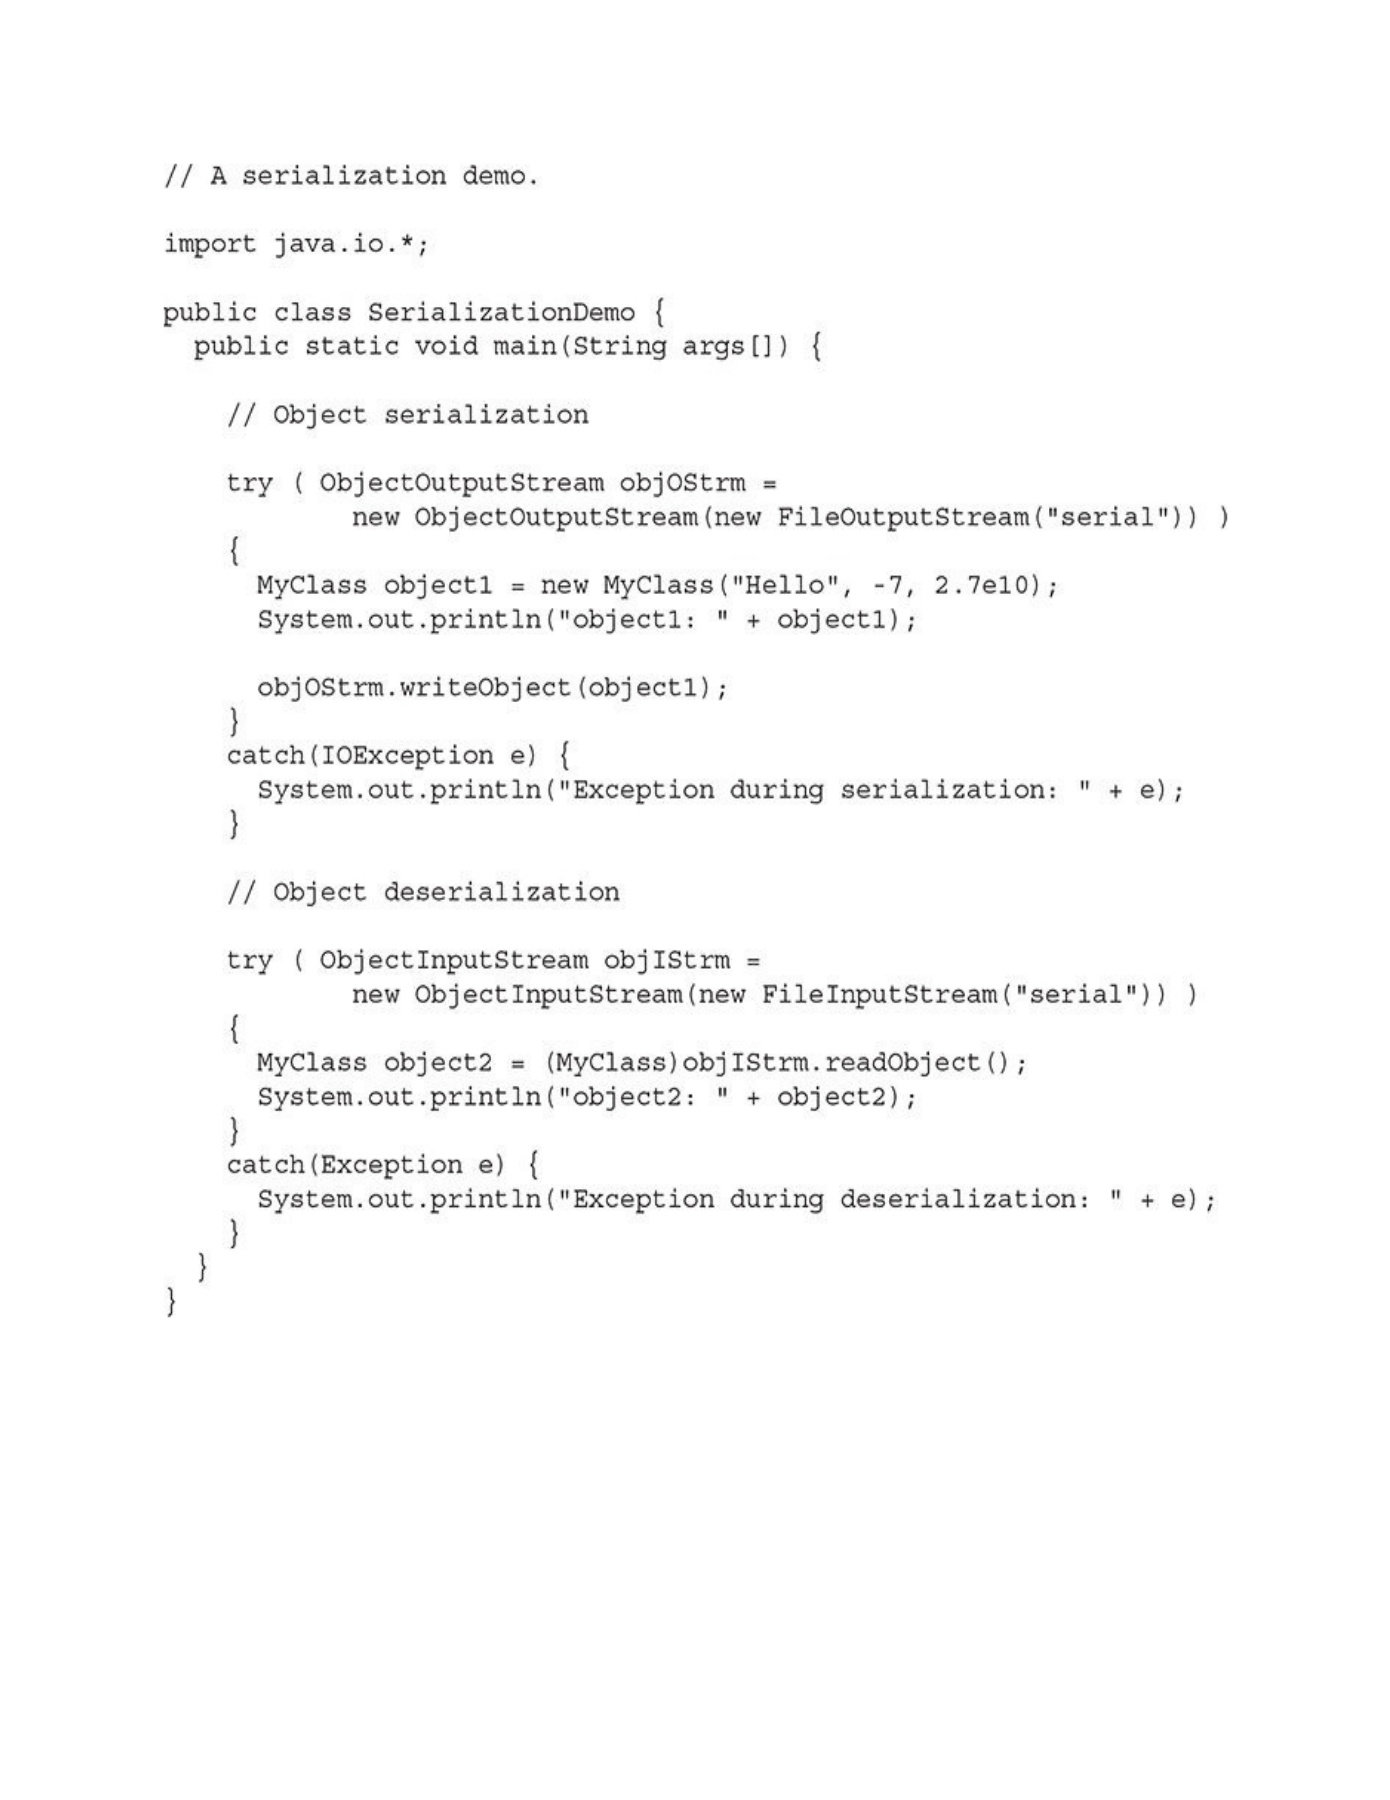 // A serialization demo.

import java.io.*;

public class SerializationDemo {
  public static void main(String args[]) {

    // Object serialization

    try ( ObjectOutputStream objOStrm =
            new ObjectOutputStream(new FileOutputStream("serial")) )
    {
      MyClass object1 = new MyClass("Hello", -7, 2.7e10);
      System.out.println("object1: " + object1);

      objOStrm.writeObject(object1);
    }
    catch(IOException e) {
      System.out.println("Exception during serialization: " + e);
    }

    // Object deserialization

    try ( ObjectInputStream objIStrm =
            new ObjectInputStream(new FileInputStream("serial")) )
    {
      MyClass object2 = (MyClass)objIStrm.readObject();
      System.out.println("object2: " + object2);
    }
    catch(Exception e) {
      System.out.println("Exception during deserialization: " + e);
    }
  }
}